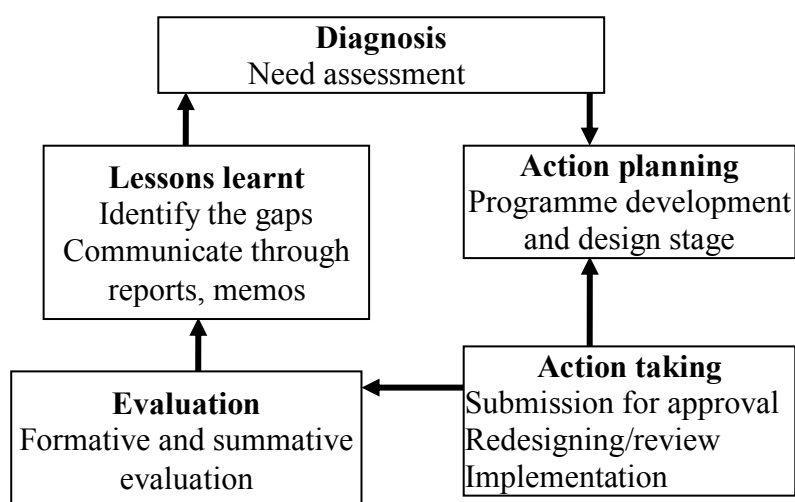 Diagnosis
Need assessment
Action planning
Programme development
and design stage
Action taking
Submission for approval
Redesigning/review
Implementation
Evaluation
Formative and summative
evaluation
Lessons learnt
Identify the gaps
Communicate through
reports, memos